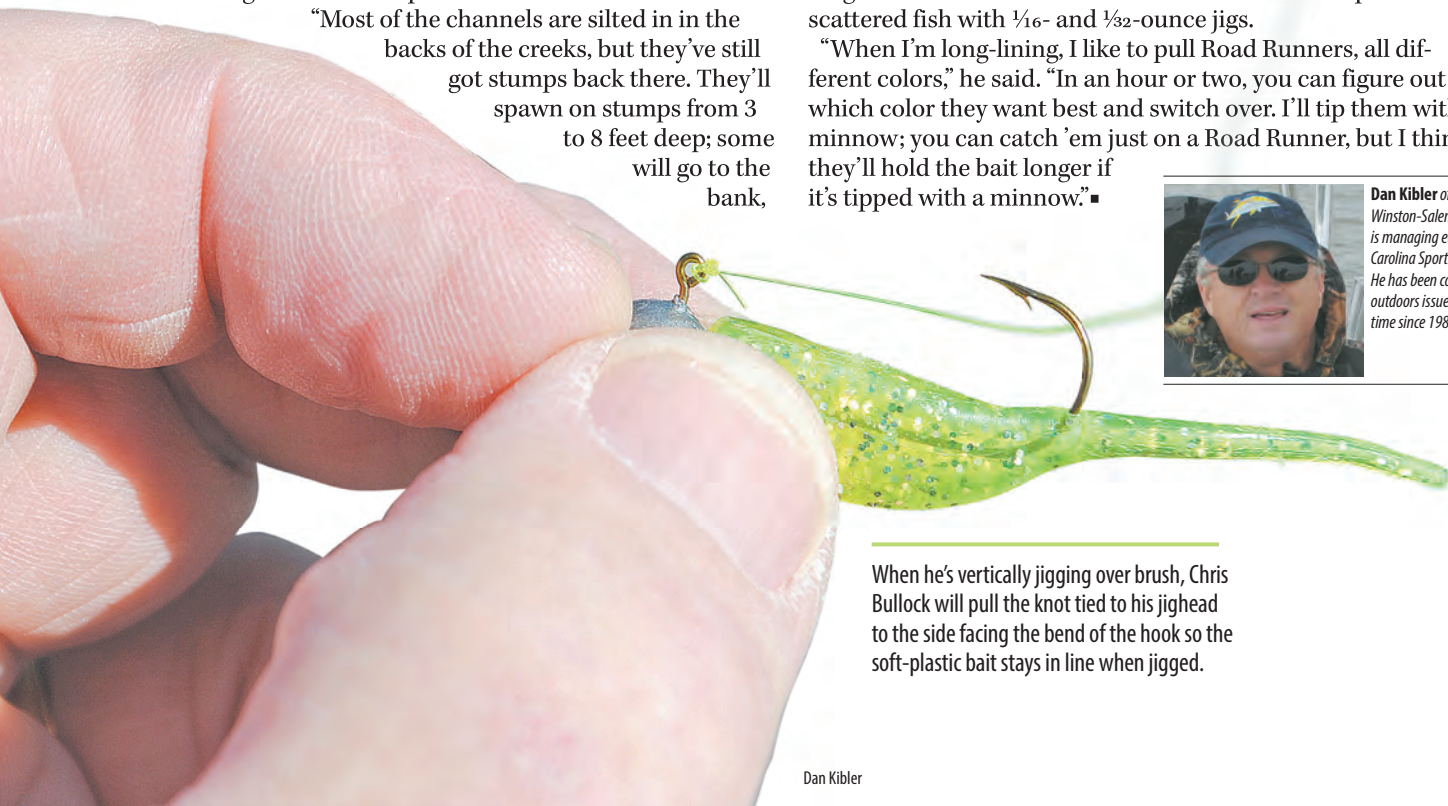 “Most of the channels are silted in in the
backs of the creeks, but they’ve still
got stumps back there. They’ll
spawn on stumps from 3
to 8 feet deep; some
will go to the
bank,
scattered fish with 1⁄16- and 1⁄32-ounce jigs.
“When I’m long-lining, I like to pull Road Runners, all dif-
ferent colors,” he said. “In an hour or two, you can figure out
which color they want best and switch over. I’ll tip them
minnow; you can catch ’em just on a Road Runner, but I
they’ll hold the bait longer if
it’s tipped with a minnow.”■
Dan Kibler
is managing
Carolina
He has been
outdoors
time since
When he’s vertically jigging over brush, Chris
Bullock will pull the knot tied to his jighead
to the side facing the bend of the hook so the
soft-plastic bait stays in line when jigged.
Dan Kibler